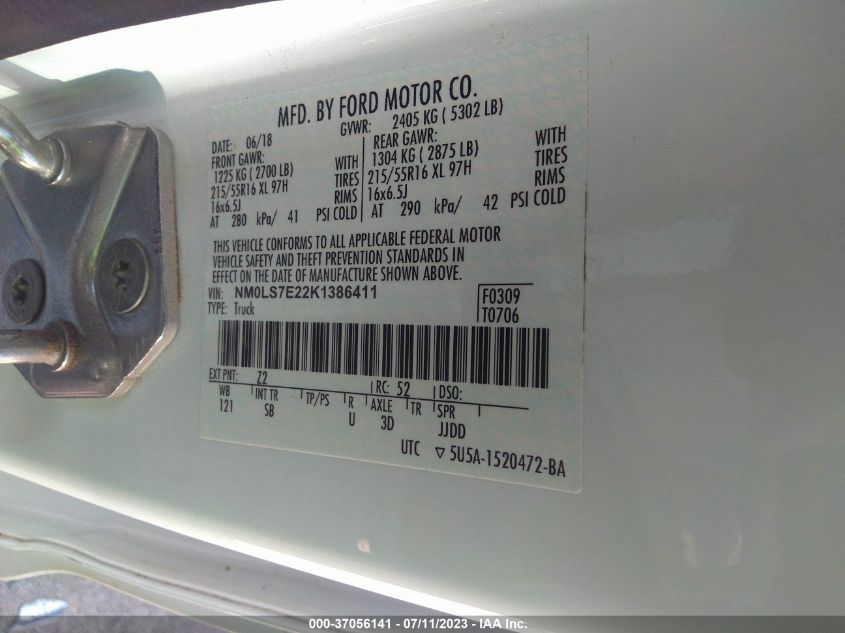 MFD. BY FORD MOTOR CO.
DATE: 06/18 GVWR: 2405 KG ( 5302 LB)
FRONT GAWR: REAR GAWR:
1225 KG ( 2700 LB) WITH 1304 KG ( 2875 LB) WITH
215/55R16 XL 97H TIRES 215/55R16 XL 97H TIRES
16x6.5J RIMS 16x6.5J RIMS
AT 280 kPa/ 41 PSI COLD AT 290 kPa/ 42 PSI COLD
THIS VEHICLE CONFORMS TO ALL APPLICABLE FEDERAL MOTOR
VEHICLE SAFETY AND THEFT PREVENTION STANDARDS IN
EFFECT ON THE DATE OF MANUFACTURE SHOWN ABOVE.
VIN: NM0LS7E22K1386411 F0309
TYPE: Truck T0706
EXT PNT: Z2 RC: 52 DSO:
WB INT TR TP/PS R AXLE TR SPR
121 SB U 3D JJDD
UTC ▽ 5U5A-1520472-BA
000-37056141 - 07/11/2023 - IAA Inc.